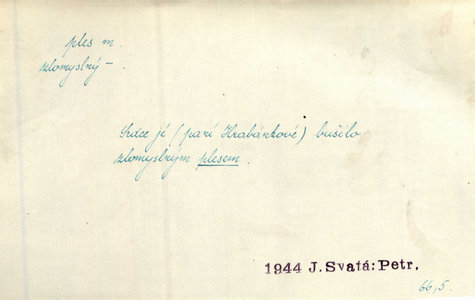 ples m.
zlomyslný –
Srdce jí (paní Hrabánkové) bušilo
zlomyslným plesem.
1944 J.Svatá: Petr,
66,5.